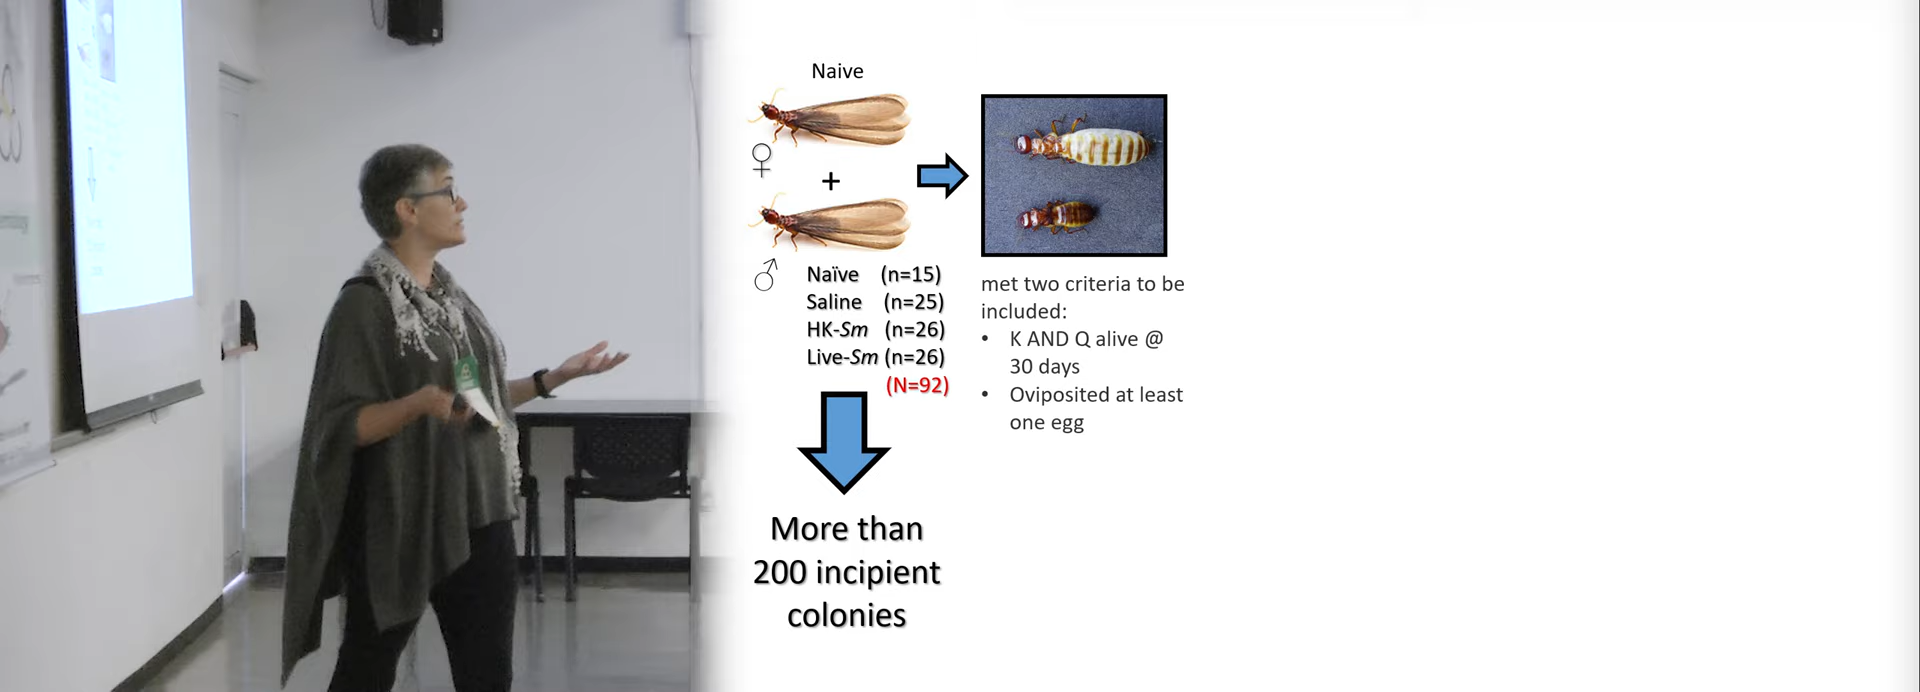 Naive
♀
+
♂
Naïve (n=15)
Saline (n=25)
HK-Sm (n=26)
Live-Sm (n=26)
(N=92)
More than
200 incipient
colonies
met two criteria to be
included:
• K AND Q alive @
30 days
• Oviposited at least
one egg